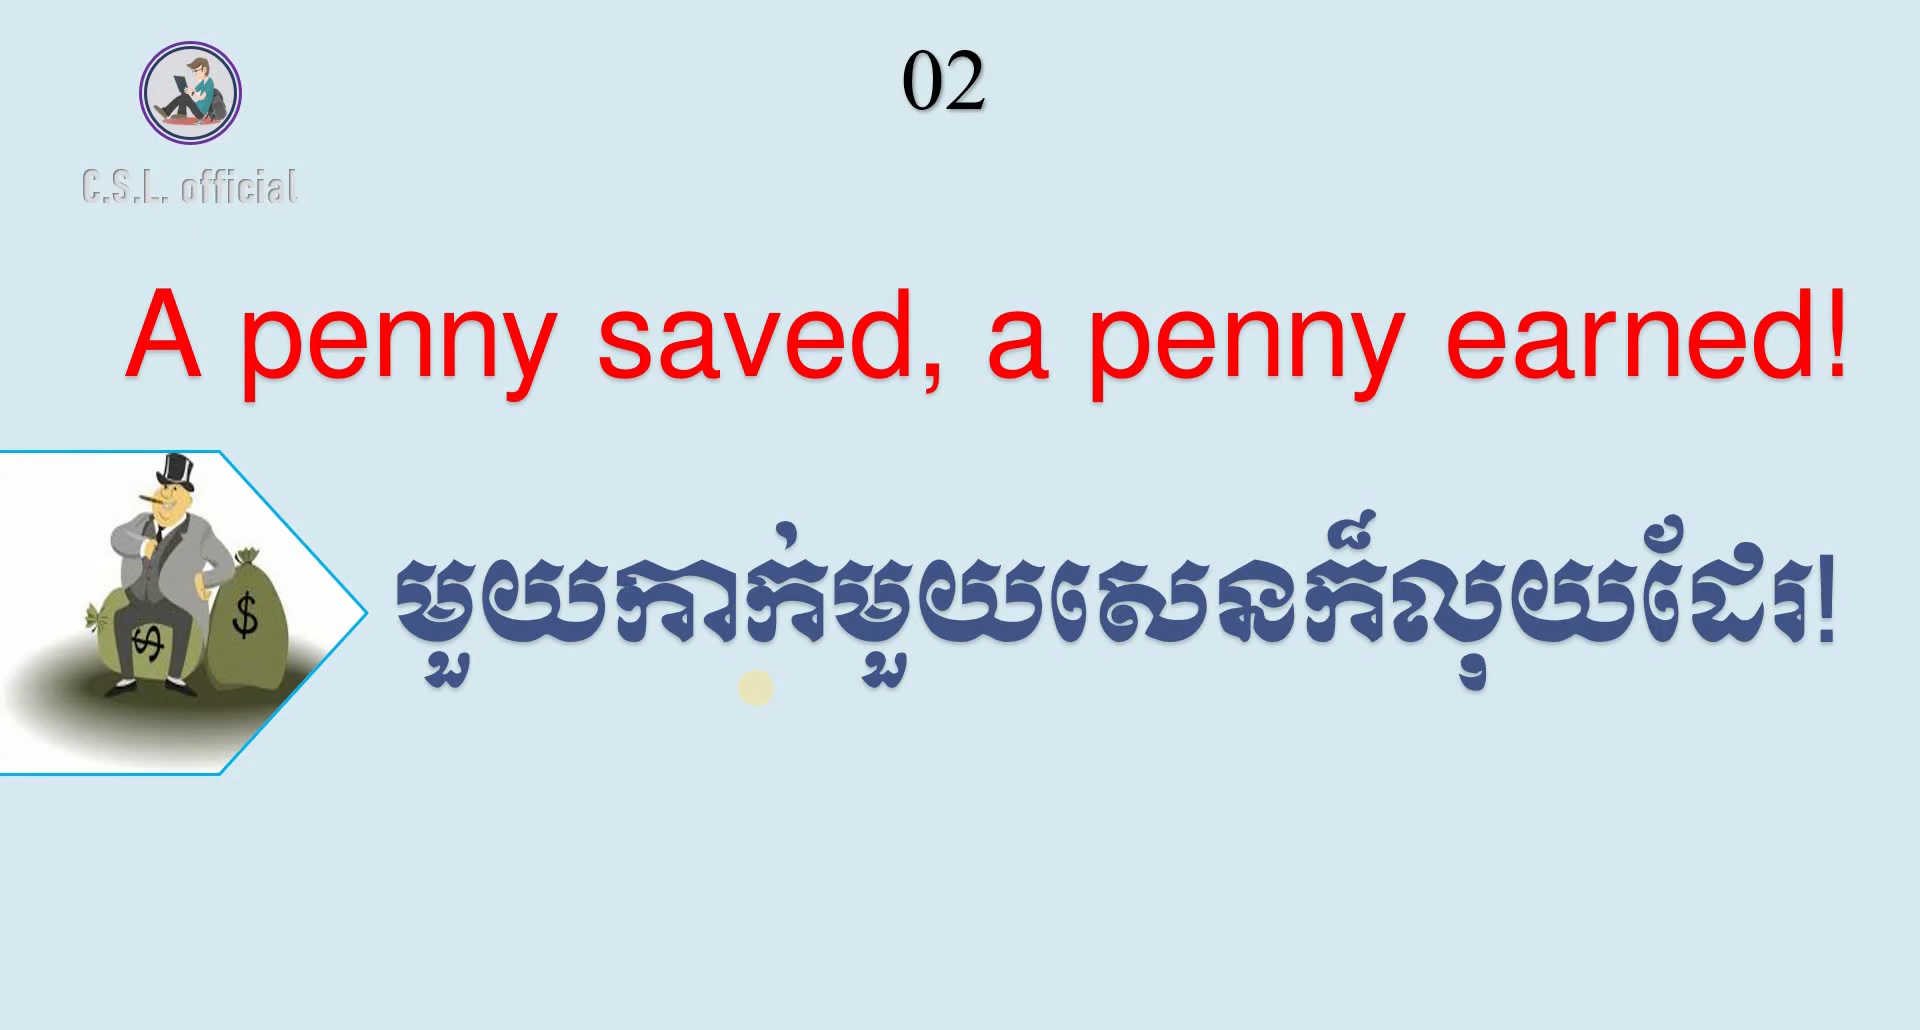 02
C.S.L. official
A penny saved, a penny earned!
មួយកាក់មួយសេនក៏លុយដែរ!
$
$